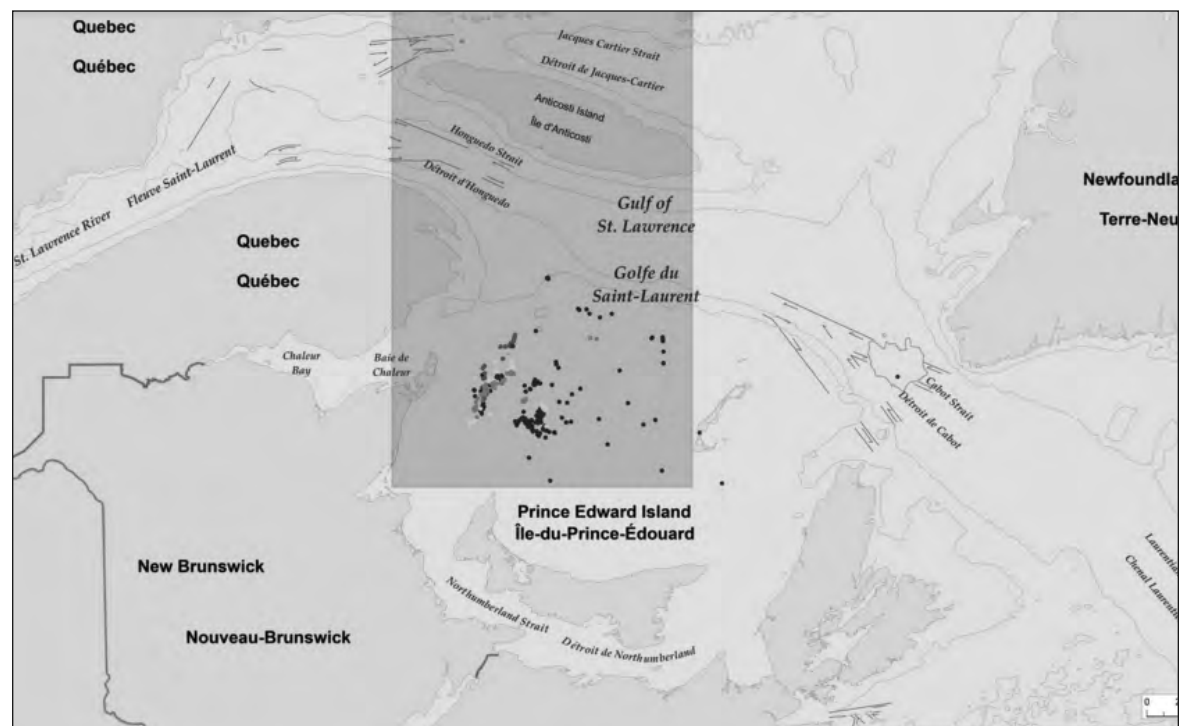 Quebec
Québec
Jacques Cartier Strait
Détroit de Jacques-Cartier
Anticosti Island
Île d'Anticosti
Honguedo Strait
Détroit d'Honguedo
St. Lawrence River
Fleuve Saint-Laurent
Gulf of
St. Lawrence
Golfe du
Saint-Laurent
Newfoundla
Terre-Neu
Quebec
Québec
Chaleur
Bay
Baie de
Chaleur
Cabot Strait
Détroit de Cabot
Prince Edward Island
Île-du-Prince-Édouard
New Brunswick
Nouveau-Brunswick
Northumberland Strait
Détroit de Northumberland
Laurentia
Chenal Laurentie
0